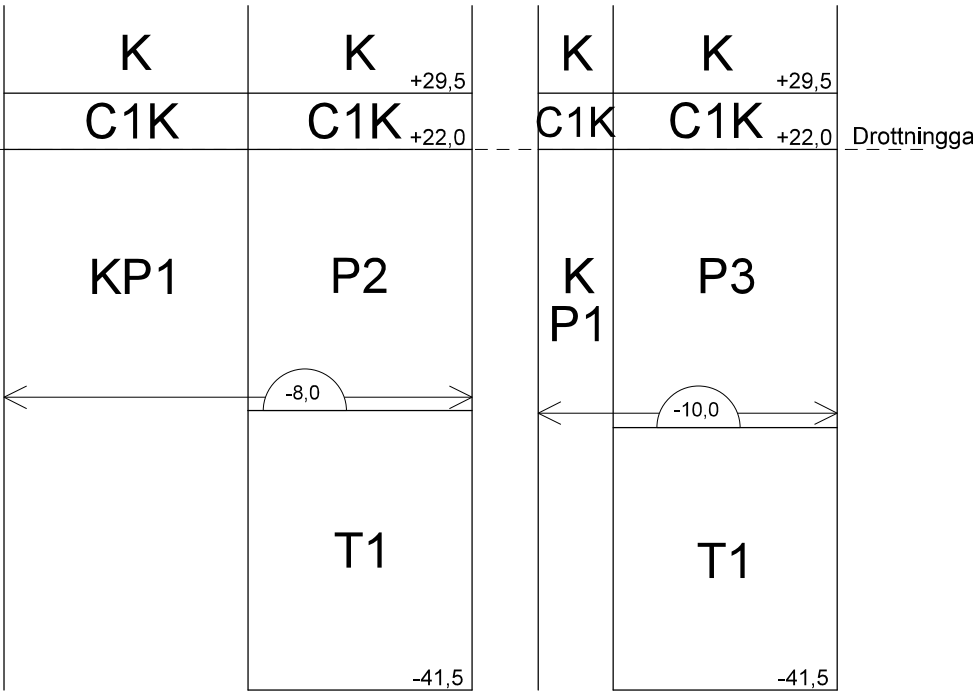 K K +29,5 K K +29,5
C1K C1K +22,0 C1K C1K +22,0 Drottningga
KP1 P2 K P3
P1
-8,0 -10,0
T1 T1
-41,5 -41,5